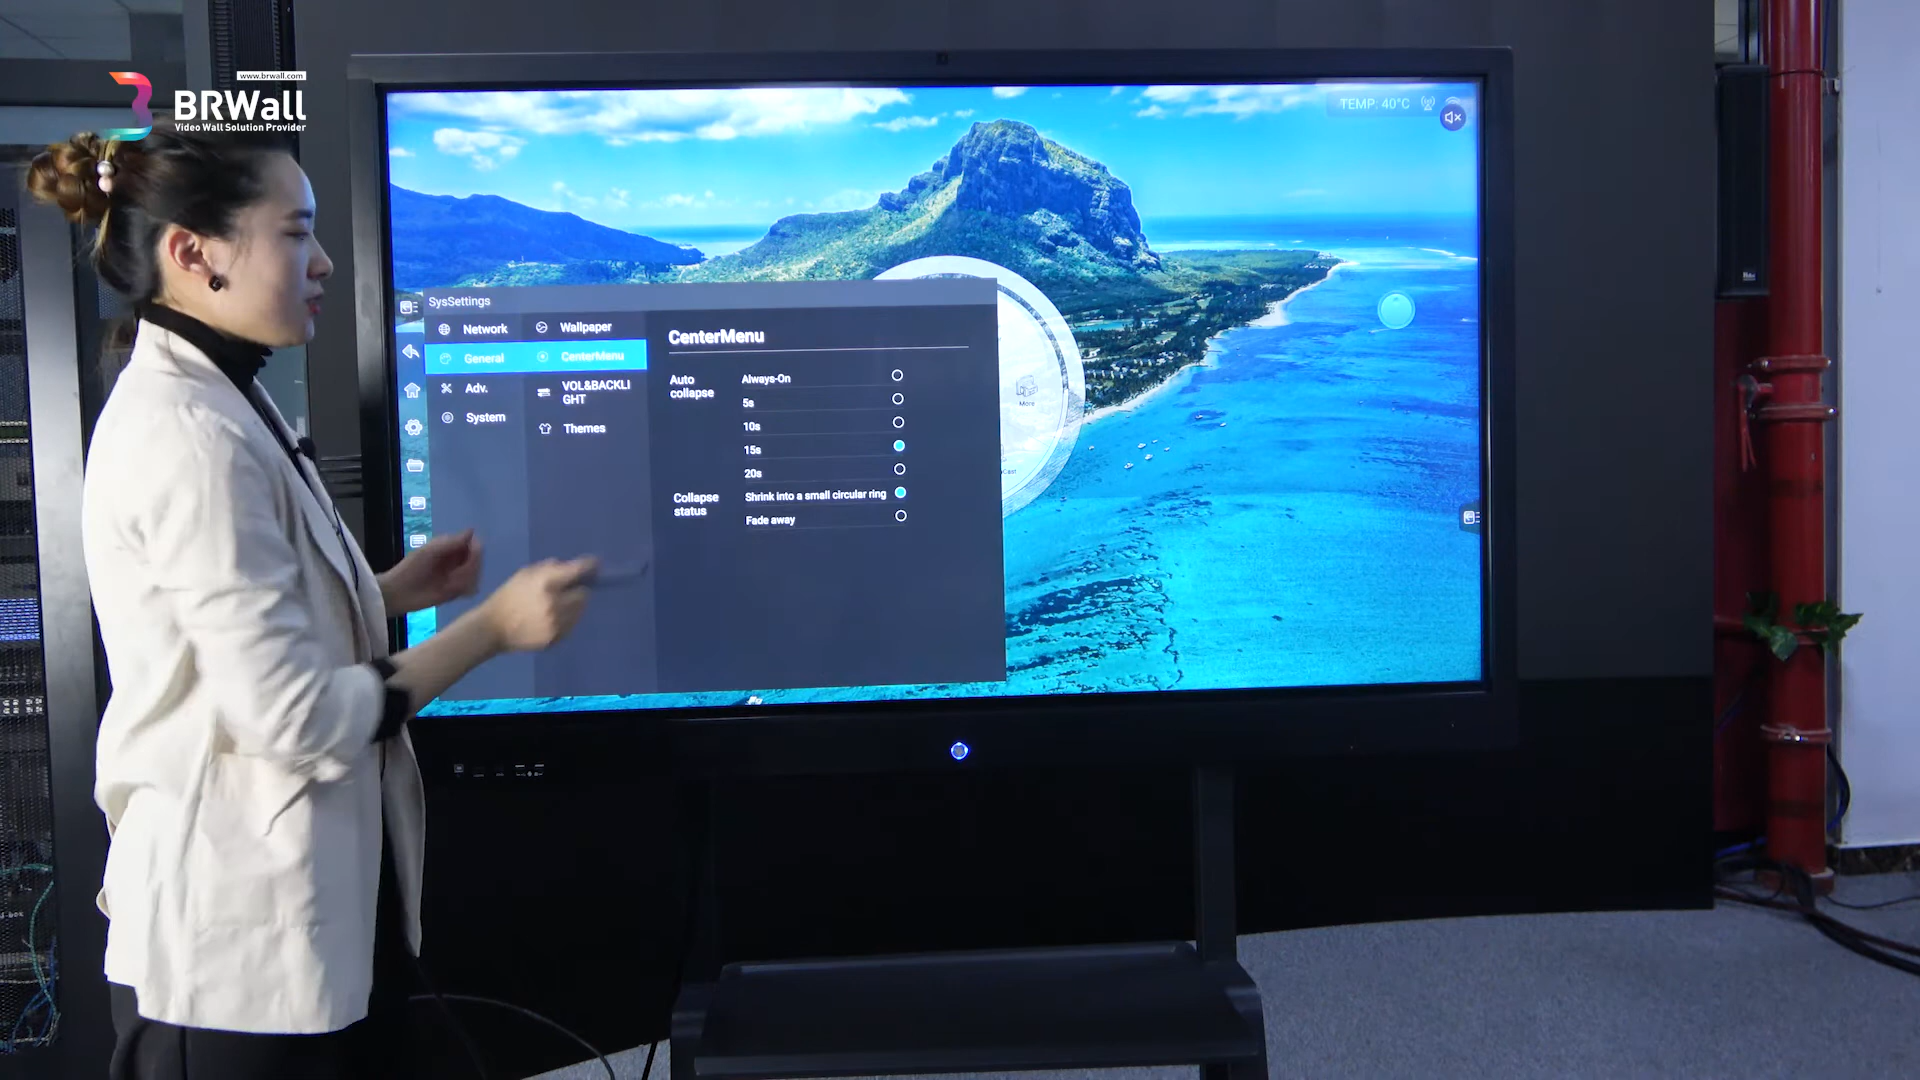 www.brwall.com
BRWall
Video Wall Solution Provider
TEMP: 40°C
SysSettings
Network
General
Adv.
System
Wallpaper
CenterMenu
VOL&BACKLI
GHT
Themes
CenterMenu
Auto
collapse
Always-On
5s
10s
15s
20s
Collapse
status
Shrink into a small circular ring
Fade away
More